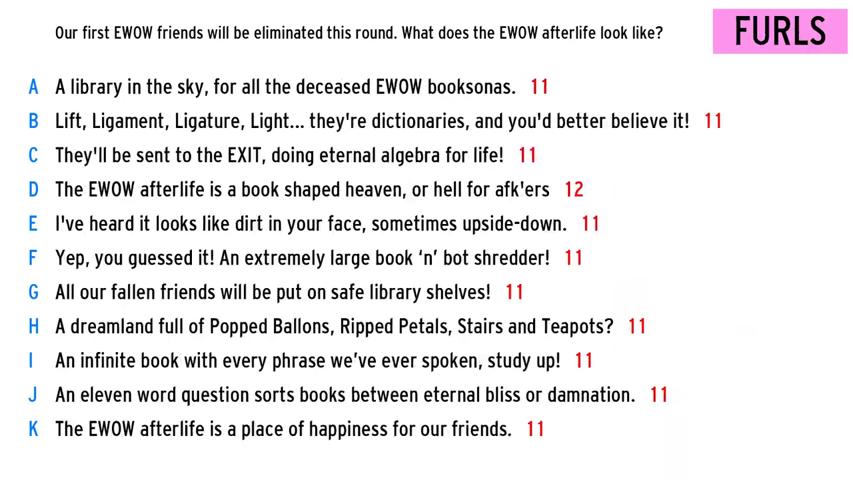 Our first EWOW friends will be eliminated this round. What does the EWOW afterlife look like?
FURLS
A A library in the sky, for all the deceased EWOW booksonas. 11
B Lift, Ligament, Ligature, Light... they're dictionaries, and you'd better believe it! 11
C They'll be sent to the EXIT, doing eternal algebra for life! 11
D The EWOW afterlife is a book shaped heaven, or hell for afk'ers 12
E I've heard it looks like dirt in your face, sometimes upside-down. 11
F Yep, you guessed it! An extremely large book ‘n’ bot shredder! 11
G All our fallen friends will be put on safe library shelves! 11
H A dreamland full of Popped Ballons, Ripped Petals, Stairs and Teapots? 11
I An infinite book with every phrase we’ve ever spoken, study up! 11
J An eleven word question sorts books between eternal bliss or damnation. 11
K The EWOW afterlife is a place of happiness for our friends. 11